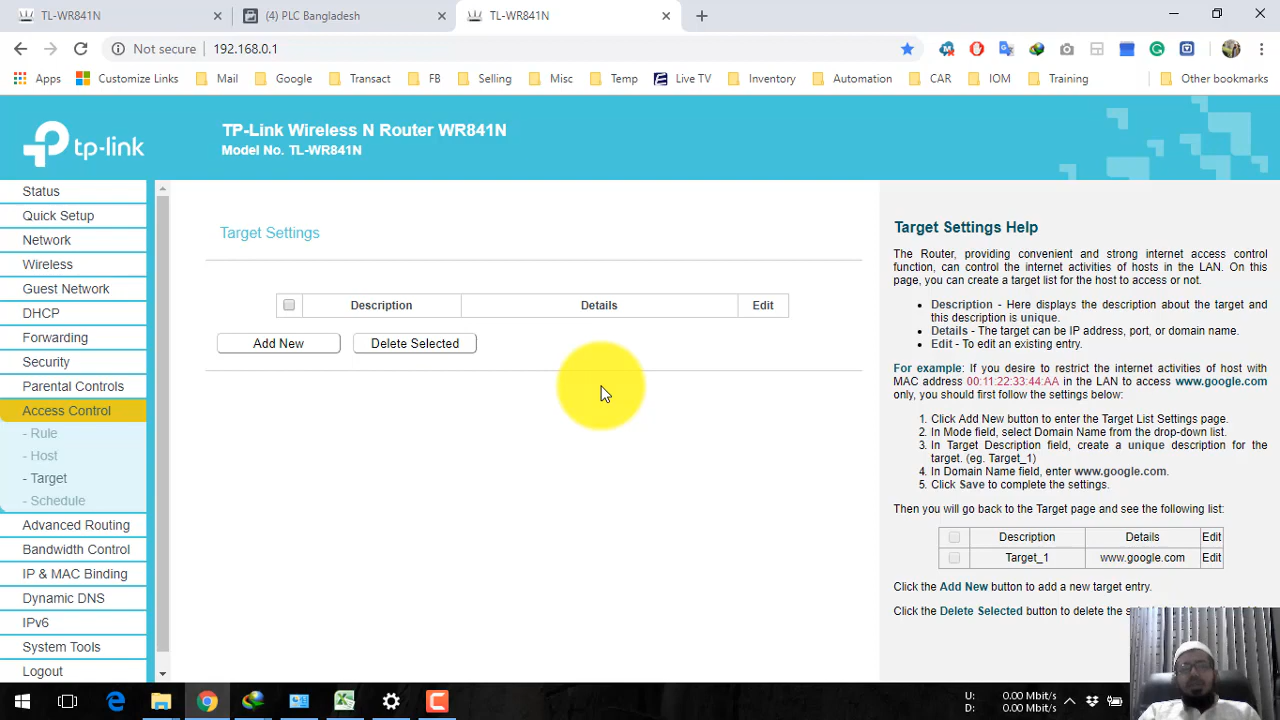 TL-WR841N
(4) PLC Bangladesh
TL-WR841N
Not secure
192.168.0.1
Apps
Customize Links
Mail
Google
Transact
FB
Selling
Misc
Temp
Live TV
Inventory
Automation
CAR
IOM
Training
Other bookmarks
tp-link
TP-Link Wireless N Router WR841N
Model No. TL-WR841N
Status
Quick Setup
Network
Wireless
Guest Network
DHCP
Forwarding
Security
Parental Controls
Access Control
- Rule
- Host
- Target
- Schedule
Advanced Routing
Bandwidth Control
IP & MAC Binding
Dynamic DNS
IPv6
System Tools
Logout
Target Settings
Description Details Edit
Add New Delete Selected
Target Settings Help
The Router, providing convenient and strong internet access control
function, can control the internet activities of hosts in the LAN. On this
page, you can create a target list for the host to access or not.
• Description - Here displays the description about the target and
this description is unique.
• Details - The target can be IP address, port, or domain name.
• Edit - To edit an existing entry.
For example: If you desire to restrict the internet activities of host with
MAC address 00:11:22:33:44:AA in the LAN to access www.google.com
only, you should first follow the settings below:
1. Click Add New button to enter the Target List Settings page.
2. In Mode field, select Domain Name from the drop-down list.
3. In Target Description field, create a unique description for the
target. (eg. Target_1)
4. In Domain Name field, enter www.google.com.
5. Click Save to complete the settings.
Then you will go back to the Target page and see the following list:
Description Details Edit
Target_1 www.google.com Edit
Click the Add New button to add a new target entry.
Click the Delete Selected button to delete the s
U: 0.00 Mbit/s
D: 0.00 Mbit/s